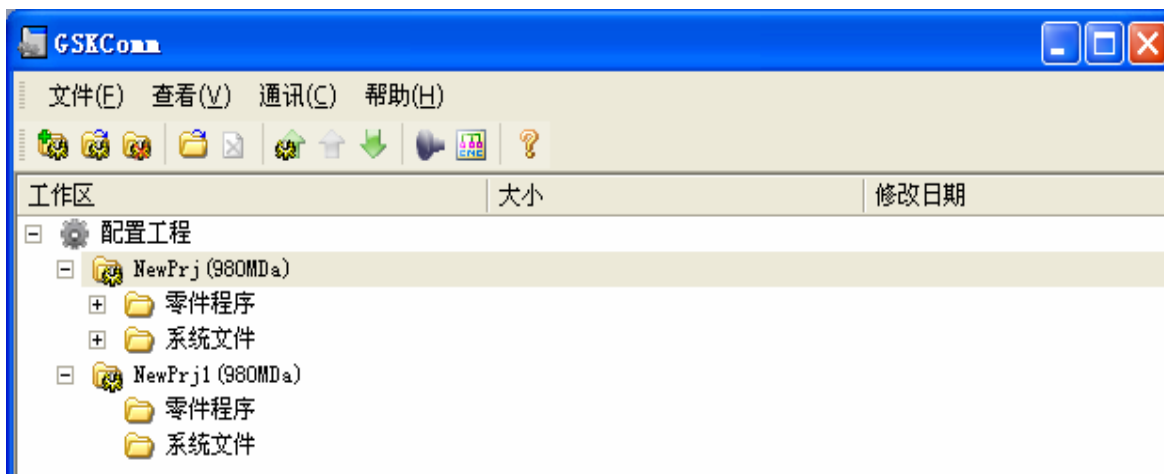 GSKComm
文件(F) 查看(V) 通讯(C) 帮助(H)
CNC
工作区 大小 修改日期
配置工程
NewPrj(980MDa)
零件程序
系统文件
NewPrj1(980MDa)
零件程序
系统文件